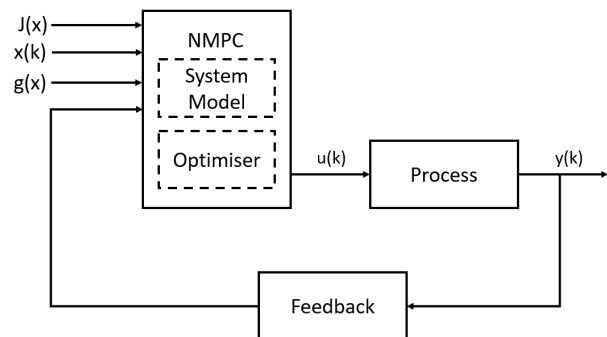 J(x)
x(k)
g(x)
NMPC
System
Model
Optimiser
u(k)
Process
y(k)
Feedback